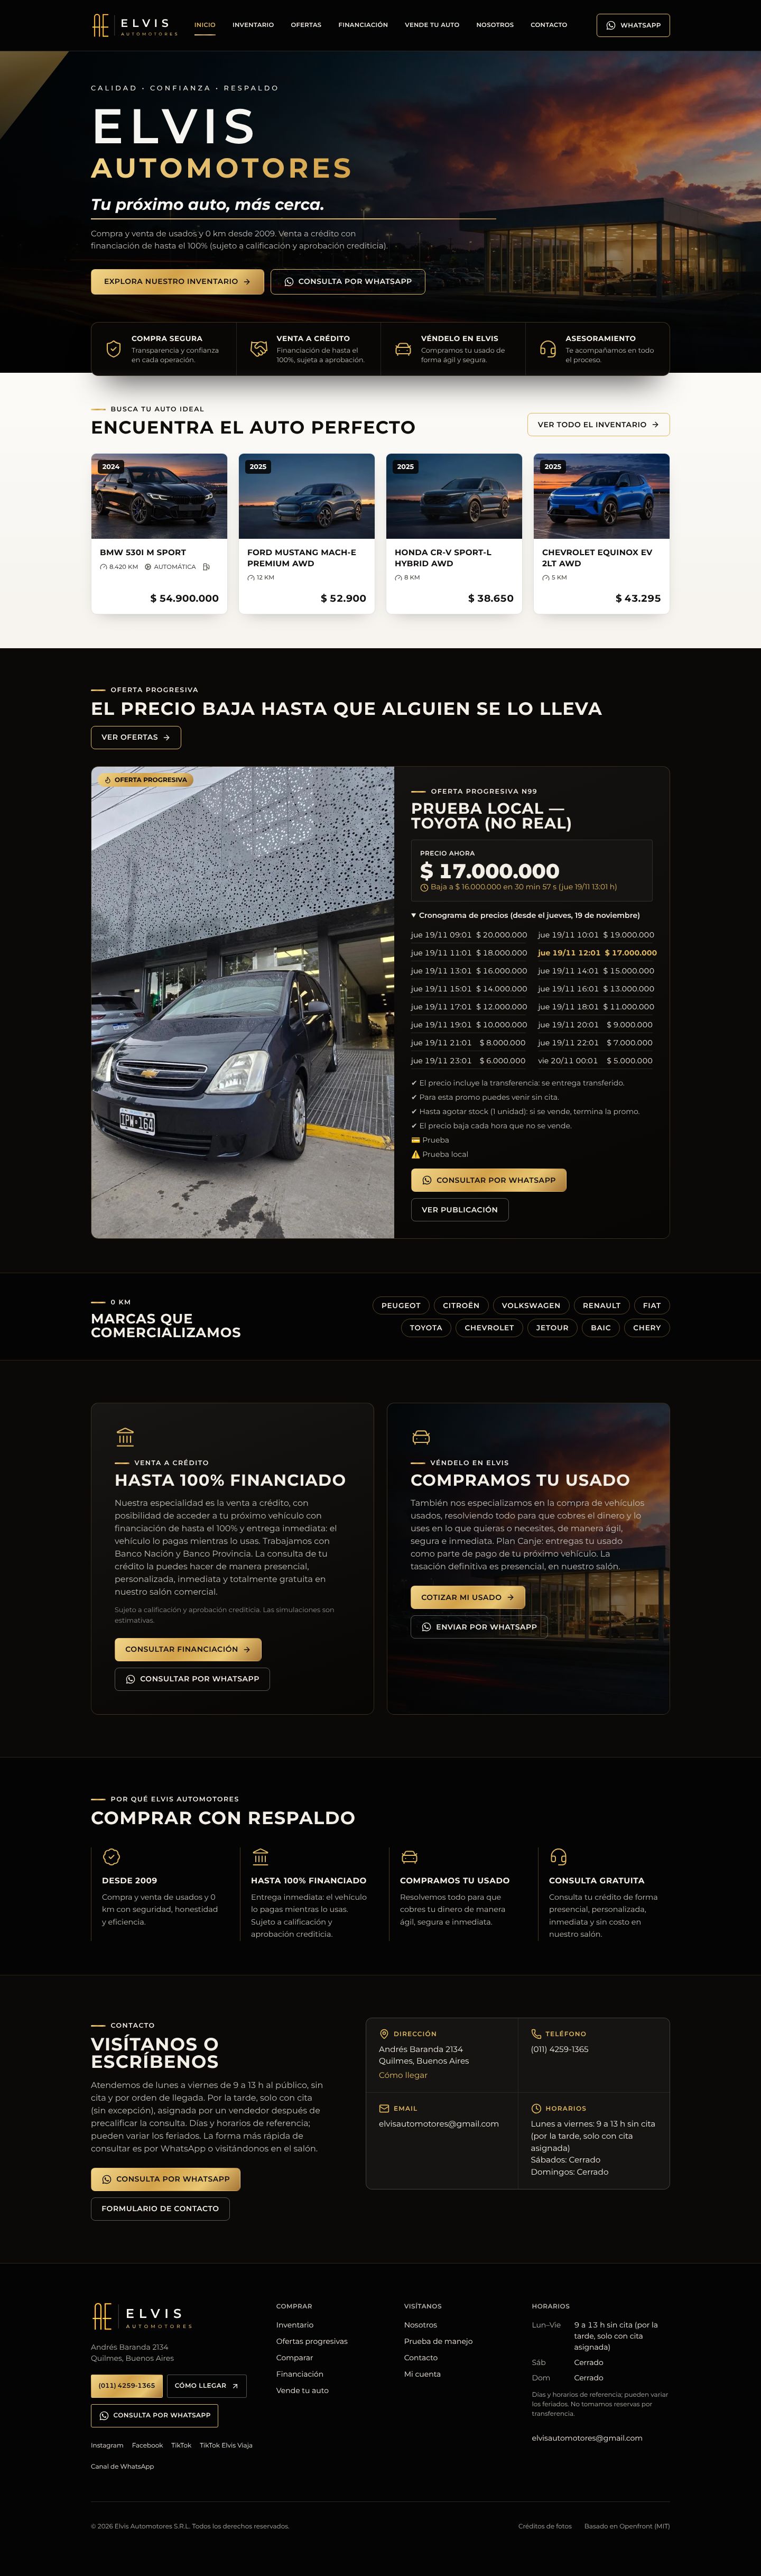 ELVIS
AUTOMOTORES
INICIO
INVENTARIO
OFERTAS
FINANCIACIÓN
VENDE TU AUTO
NOSOTROS
CONTACTO
WHATSAPP
CALIDAD • CONFIANZA • RESPALDO
ELVIS
AUTOMOTORES
Tu próximo auto, más cerca.
Compra y venta de usados y 0 km desde 2009. Venta a crédito con
financiación de hasta el 100% (sujeto a calificación y aprobación crediticia).
EXPLORA NUESTRO INVENTARIO →
CONSULTA POR WHATSAPP
COMPRA SEGURA
Transparencia y confianza
en cada operación.
VENTA A CRÉDITO
Financiación de hasta el
100%, sujeta a aprobación.
VÉNDELO EN ELVIS
Compramos tu usado de
forma ágil y segura.
ASESORAMIENTO
Te acompañamos en todo
el proceso.
BUSCA TU AUTO IDEAL
ENCUENTRA EL AUTO PERFECTO
VER TODO EL INVENTARIO →
2024
BMW 530I M SPORT
8.420 KM
AUTOMÁTICA
$ 54.900.000
2025
FORD MUSTANG MACH-E
PREMIUM AWD
12 KM
$ 52.900
2025
HONDA CR-V SPORT-L
HYBRID AWD
8 KM
$ 38.650
2025
CHEVROLET EQUINOX EV
2LT AWD
5 KM
$ 43.295
OFERTA PROGRESIVA
EL PRECIO BAJA HASTA QUE ALGUIEN SE LO LLEVA
VER OFERTAS →
OFERTA PROGRESIVA
OFERTA PROGRESIVA N99
PRUEBA LOCAL —
TOYOTA (NO REAL)
PRECIO AHORA
$ 17.000.000
Baja a $ 16.000.000 en 30 min 57 s (jue 19/11 13:01 h)
▼ Cronograma de precios (desde el jueves, 19 de noviembre)
jue 19/11 09:01 $ 20.000.000
jue 19/11 10:01 $ 19.000.000
jue 19/11 11:01 $ 18.000.000
jue 19/11 12:01 $ 17.000.000
jue 19/11 13:01 $ 16.000.000
jue 19/11 14:01 $ 15.000.000
jue 19/11 15:01 $ 14.000.000
jue 19/11 16:01 $ 13.000.000
jue 19/11 17:01 $ 12.000.000
jue 19/11 18:01 $ 11.000.000
jue 19/11 19:01 $ 10.000.000
jue 19/11 20:01 $ 9.000.000
jue 19/11 21:01 $ 8.000.000
jue 19/11 22:01 $ 7.000.000
jue 19/11 23:01 $ 6.000.000
vie 20/11 00:01 $ 5.000.000
✔ El precio incluye la transferencia: se entrega transferido.
✔ Para esta promo puedes venir sin cita.
✔ Hasta agotar stock (1 unidad): si se vende, termina la promo.
✔ El precio baja cada hora que no se vende.
💳 Prueba
⚠️ Prueba local
CONSULTAR POR WHATSAPP
VER PUBLICACIÓN
0 KM
MARCAS QUE
COMERCIALIZAMOS
PEUGEOT
CITROËN
VOLKSWAGEN
RENAULT
FIAT
TOYOTA
CHEVROLET
JETOUR
BAIC
CHERY
VENTA A CRÉDITO
HASTA 100% FINANCIADO
Nuestra especialidad es la venta a crédito, con
posibilidad de acceder a tu próximo vehículo con
financiación de hasta el 100% y entrega inmediata: el
vehículo lo pagas mientras lo usas. Trabajamos con
Banco Nación y Banco Provincia. La consulta de tu
crédito la puedes hacer de manera presencial,
personalizada, inmediata y totalmente gratuita en
nuestro salón comercial.
Sujeto a calificación y aprobación crediticia. Las simulaciones son
estimativas.
CONSULTAR FINANCIACIÓN →
CONSULTAR POR WHATSAPP
VÉNDELO EN ELVIS
COMPRAMOS TU USADO
También nos especializamos en la compra de vehículos
usados, resolviendo todo para que cobres el dinero y lo
uses en lo que quieras o necesites, de manera ágil,
segura e inmediata. Plan Canje: entregas tu usado
como parte de pago de tu próximo vehículo. La
tasación definitiva es presencial, en nuestro salón.
COTIZAR MI USADO →
ENVIAR POR WHATSAPP
POR QUÉ ELVIS AUTOMOTORES
COMPRAR CON RESPALDO
DESDE 2009
Compra y venta de usados y 0
km con seguridad, honestidad
y eficiencia.
HASTA 100% FINANCIADO
Entrega inmediata: el vehículo
lo pagas mientras lo usas.
Sujeto a calificación y
aprobación crediticia.
COMPRAMOS TU USADO
Resolvemos todo para que
cobres tu dinero de manera
ágil, segura e inmediata.
CONSULTA GRATUITA
Consulta tu crédito de forma
presencial, personalizada,
inmediata y sin costo en
nuestro salón.
CONTACTO
VISÍTANOS O
ESCRÍBENOS
Atendemos de lunes a viernes de 9 a 13 h al público, sin
cita y por orden de llegada. Por la tarde, solo con cita
(sin excepción), asignada por un vendedor después de
precalificar la consulta. Días y horarios de referencia;
pueden variar los feriados. La forma más rápida de
consultar es por WhatsApp o visitándonos en el salón.
CONSULTA POR WHATSAPP
FORMULARIO DE CONTACTO
DIRECCIÓN
Andrés Baranda 2134
Quilmes, Buenos Aires
Cómo llegar
TELÉFONO
(011) 4259-1365
EMAIL
elvisautomotores@gmail.com
HORARIOS
Lunes a viernes: 9 a 13 h sin cita
(por la tarde, solo con cita
asignada)
Sábados: Cerrado
Domingos: Cerrado
ELVIS
AUTOMOTORES
Andrés Baranda 2134
Quilmes, Buenos Aires
(011) 4259-1365
CÓMO LLEGAR
CONSULTA POR WHATSAPP
Instagram
Facebook
TikTok
TikTok Elvis Viaja
Canal de WhatsApp
COMPRAR
Inventario
Ofertas progresivas
Comparar
Financiación
Vende tu auto
VISÍTANOS
Nosotros
Prueba de manejo
Contacto
Mi cuenta
HORARIOS
Lun–Vie 9 a 13 h sin cita (por la
tarde, solo con cita
asignada)
Sáb Cerrado
Dom Cerrado
Días y horarios de referencia; pueden variar
los feriados. No tomamos reservas por
transferencia.
elvisautomotores@gmail.com
© 2026 Elvis Automotores S.R.L. Todos los derechos reservados.
Créditos de fotos
Basado en Openfront (MIT)